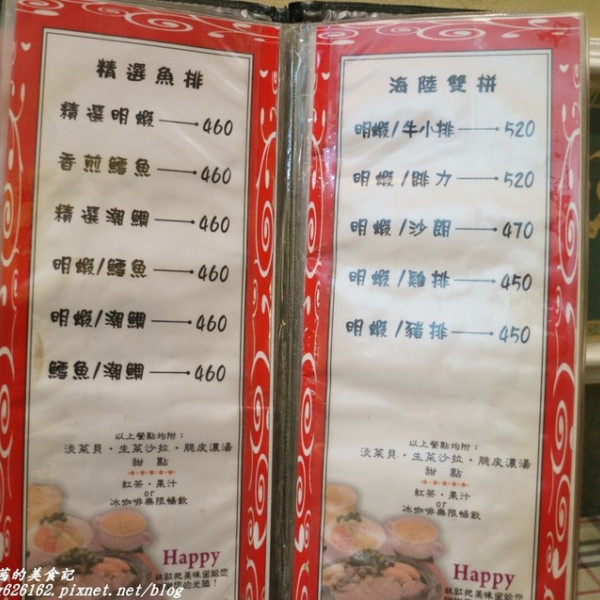 精選魚排
精選明蝦 460
香煎鱈魚 460
精選潮鯛 460
明蝦/鱈魚 460
明蝦/潮鯛 460
鱈魚/潮鯛 460
以上餐點均附：
淡菜貝・生菜沙拉・脆皮濃湯
甜 點
紅茶・果汁
or
冰咖啡無限暢飲
Happy
海陸雙拼
明蝦/牛小排 520
明蝦/腓力 520
明蝦/沙朗 470
明蝦/雞排 450
明蝦/豬排 450
以上餐點均附：
淡菜貝・生菜沙拉・脆皮濃湯
甜 點
紅茶・果汁
or
冰咖啡無限暢飲
Happy
的美食記
626162.pixnet.net/blog